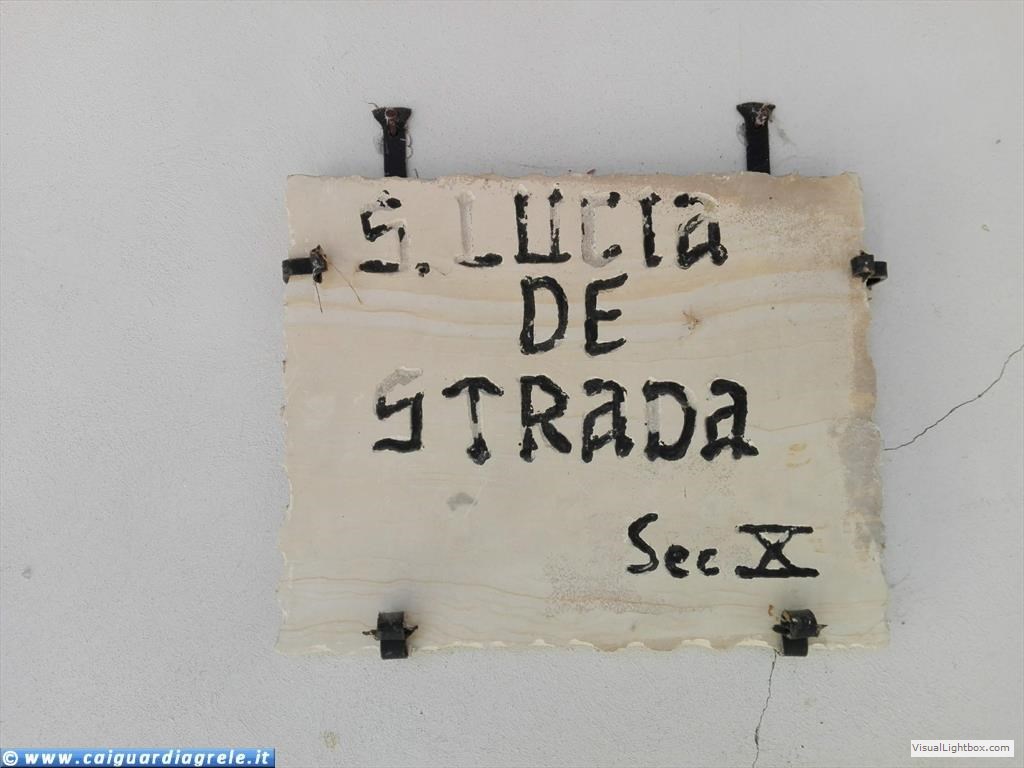 S. LUCIa
DE
STRaDa
Sec X
© www.caiguardiagrele.it
VisualLightbox.com